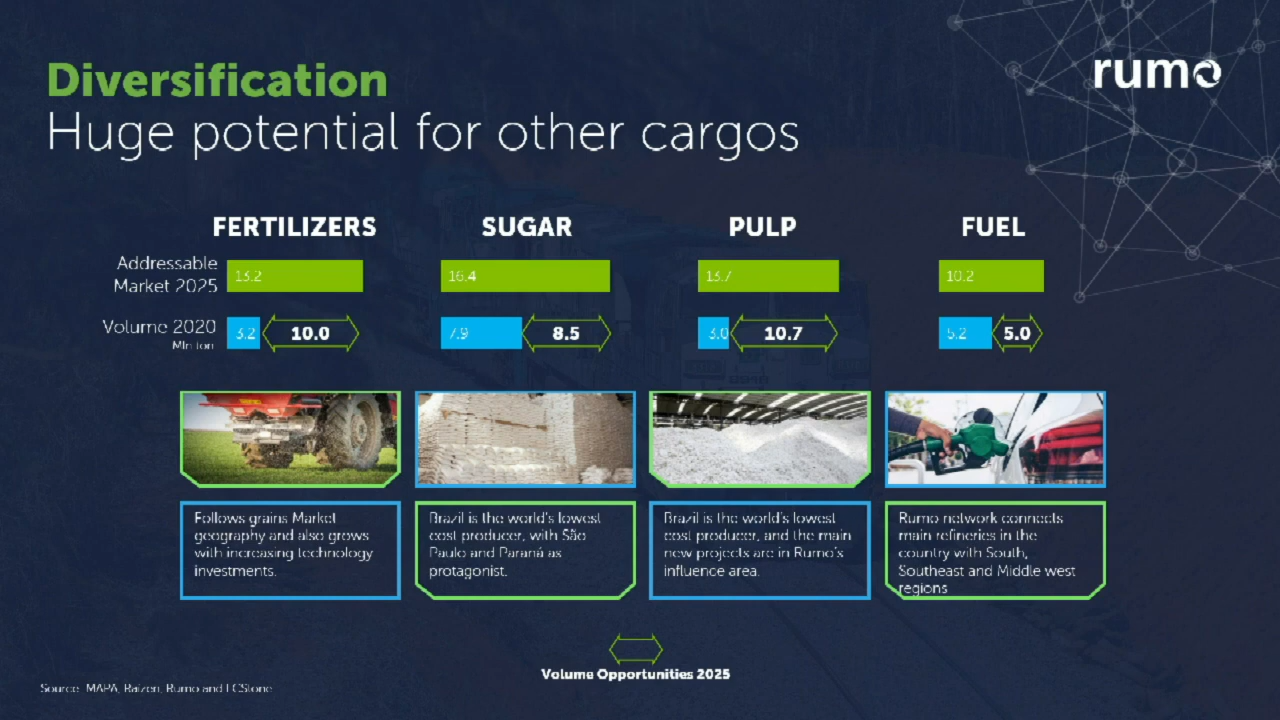 Diversification
rumo
Huge potential for other cargos
FERTILIZERS SUGAR PULP FUEL
Addressable
Market 2025
13.2 16.4 13.7 10.2
Volume 2020
Mln ton
3.2 10.0 7.9 8.5 3.0 10.7 5.2 5.0
Follows grains Market
geography and also grows
with increasing technology
investments.
Brazil is the world's lowest
cost producer, with São
Paulo and Paraná as
protagonist.
Brazil is the world's lowest
cost producer, and the main
new projects are in Rumo's
influence area.
Rumo network connects
main refineries in the
country with South,
Southeast and Middle west
regions
Volume Opportunities 2025
Source: MAPA, Raizen, Rumo and FCStone